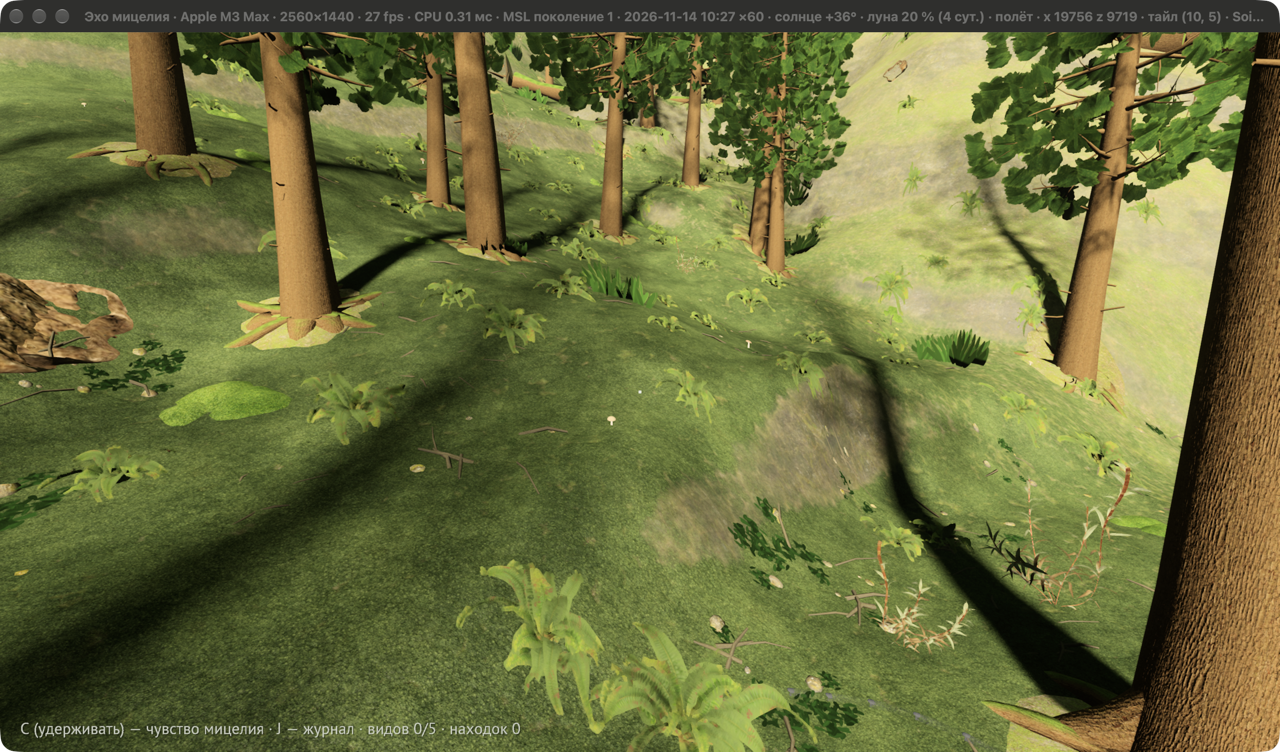 Эхо мицелия · Apple M3 Max · 2560×1440 · 27 fps · CPU 0.31 мс · MSL поколение 1 · 2026-11-14 10:27 ×60 · солнце +36° · луна 20 % (4 сут.) · полёт · x 19756 z 9719 · тайл (10, 5) · Soi...
C (удерживать) — чувство мицелия · J — журнал · видов 0/5 · находок 0